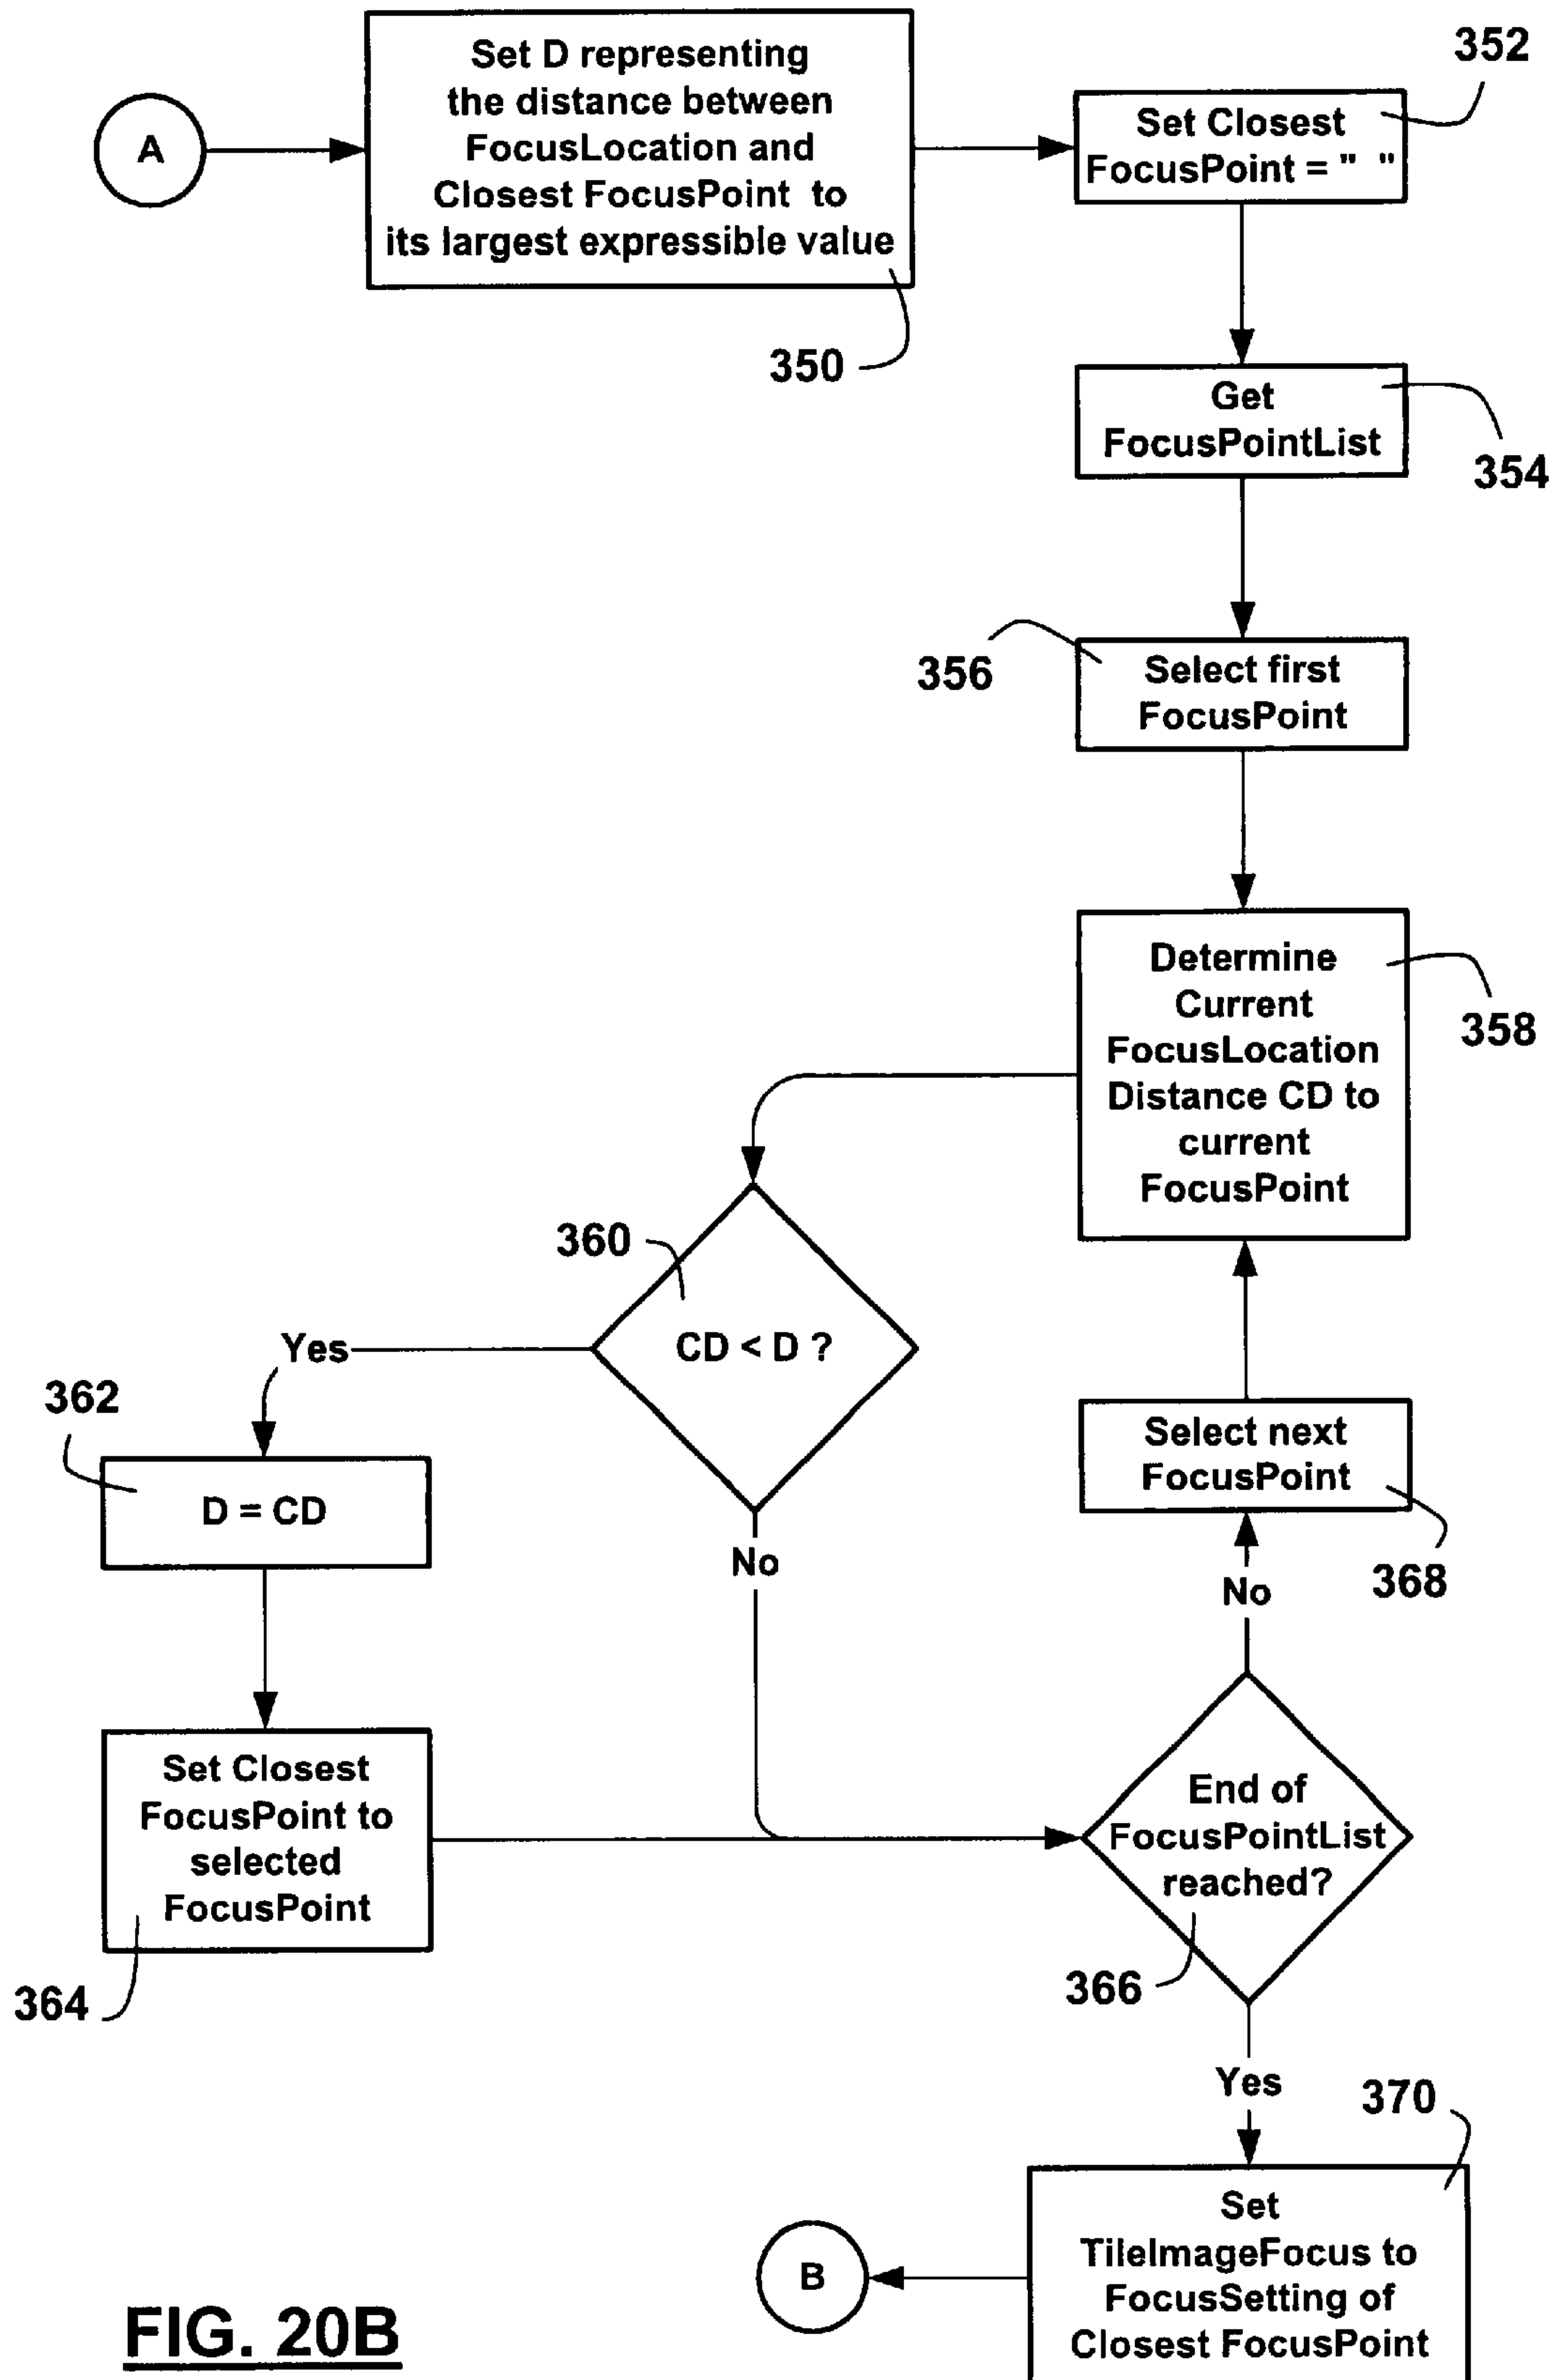 A
Set D representing
the distance between
FocusLocation and
Closest FocusPoint to
its largest expressible value
350
352
Set Closest
FocusPoint = " "
Get
FocusPointList
354
356
Select first
FocusPoint
Determine
Current
FocusLocation
Distance CD to
current
FocusPoint
358
360
CD < D ?
Yes
No
362
D = CD
Set Closest
FocusPoint to
selected
FocusPoint
364
Select next
FocusPoint
368
No
End of
FocusPointList
reached?
366
Yes
370
Set
TileImageFocus to
FocusSetting of
Closest FocusPoint
B
FIG. 20B